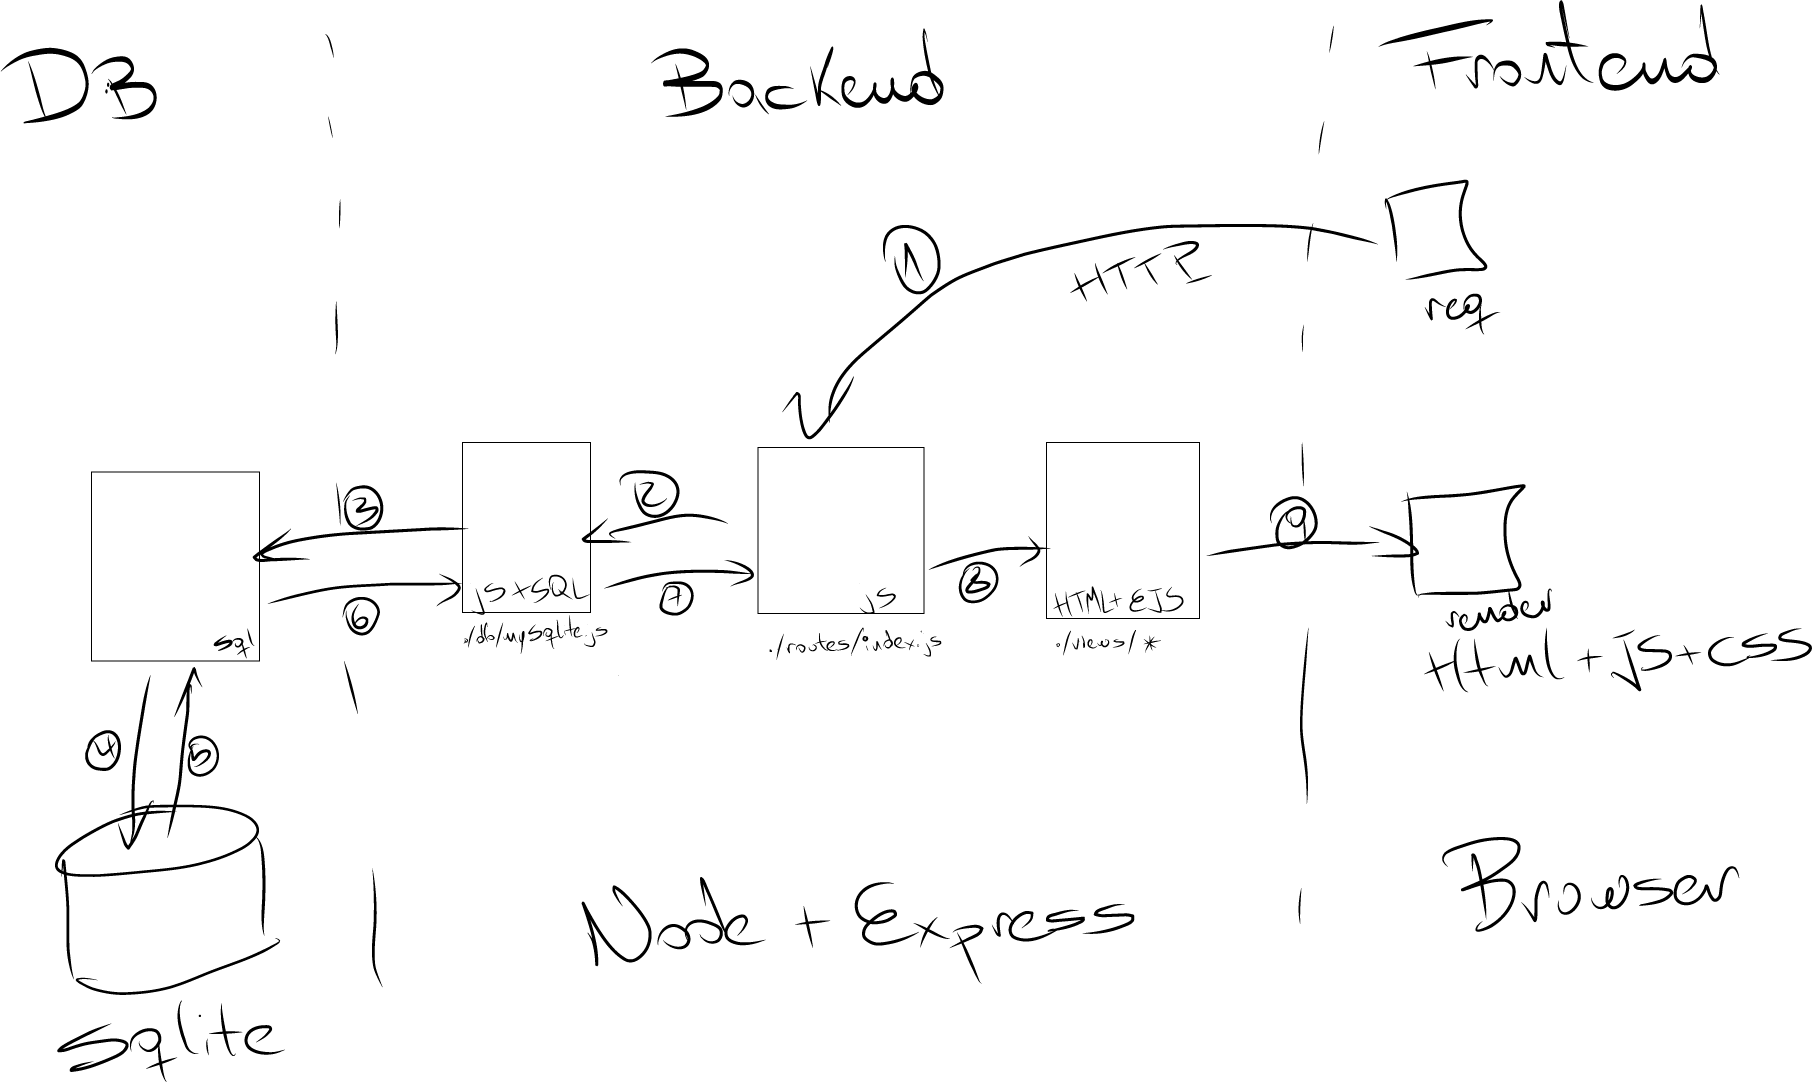 DB
Backend
Frontend
1
HTTP
req
3
2
9
6
7
8
sql
JS+SQL
./db/mysqlite.js
JS
./routes/index.js
HTML+EJS
./views/*
render
Html+JS+CSS
4
5
Sqlite
Node + Express
Browser